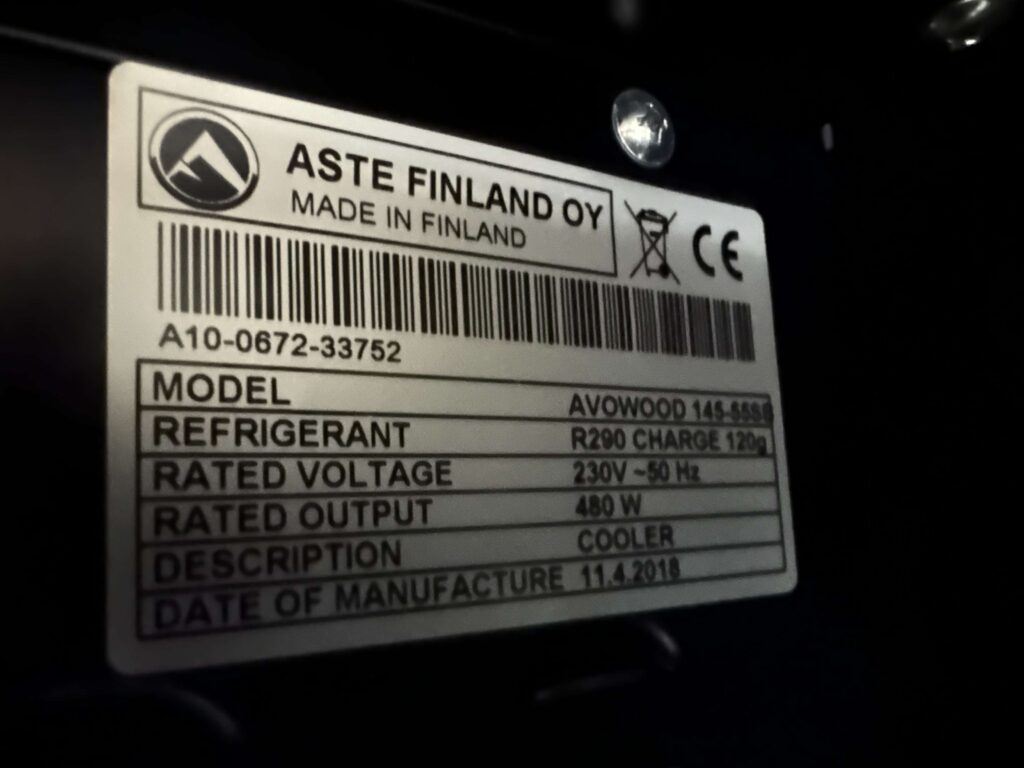 ASTE FINLAND OY
MADE IN FINLAND
CE
A10-0672-33752
MODEL AVOWOOD
REFRIGERANT R290 CHARGE 120g
RATED VOLTAGE 230V ~50 Hz
RATED OUTPUT 480 W
DESCRIPTION COOLER
DATE OF MANUFACTURE 11.4.2018